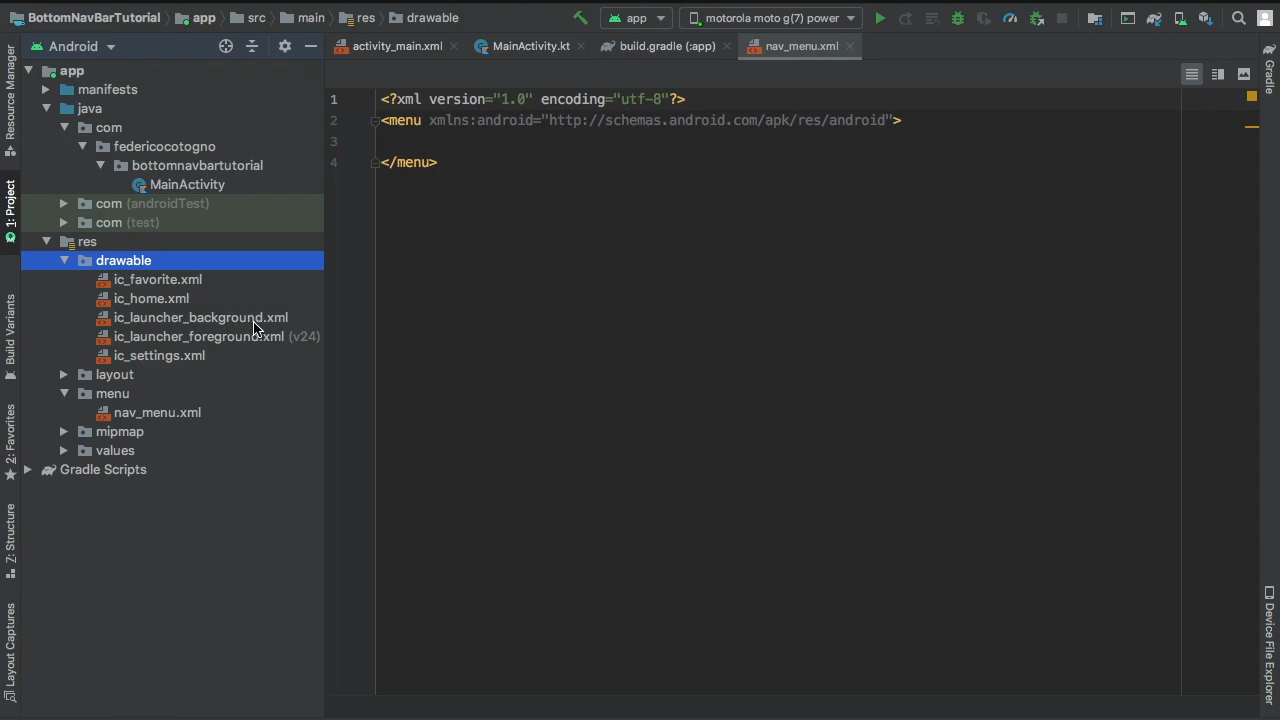 BottomNavBarTutorial app src main res drawable app motorola moto g(7) power
Android activity_main.xml MainActivity.kt build.gradle (:app) nav_menu.xml
app
manifests
java
com
federicocotogno
bottomnavbartutorial
MainActivity
com (androidTest)
com (test)
res
drawable
ic_favorite.xml
ic_home.xml
ic_launcher_background.xml
ic_launcher_foreground.xml (v24)
ic_settings.xml
layout
menu
nav_menu.xml
mipmap
values
Gradle Scripts
1 <?xml version="1.0" encoding="utf-8"?>
2 <menu xmlns:android="http://schemas.android.com/apk/res/android">
3
4 </menu>
Resource Manager
1: Project
Build Variants
2: Favorites
Z: Structure
Layout Captures
Gradle
Device File Explorer